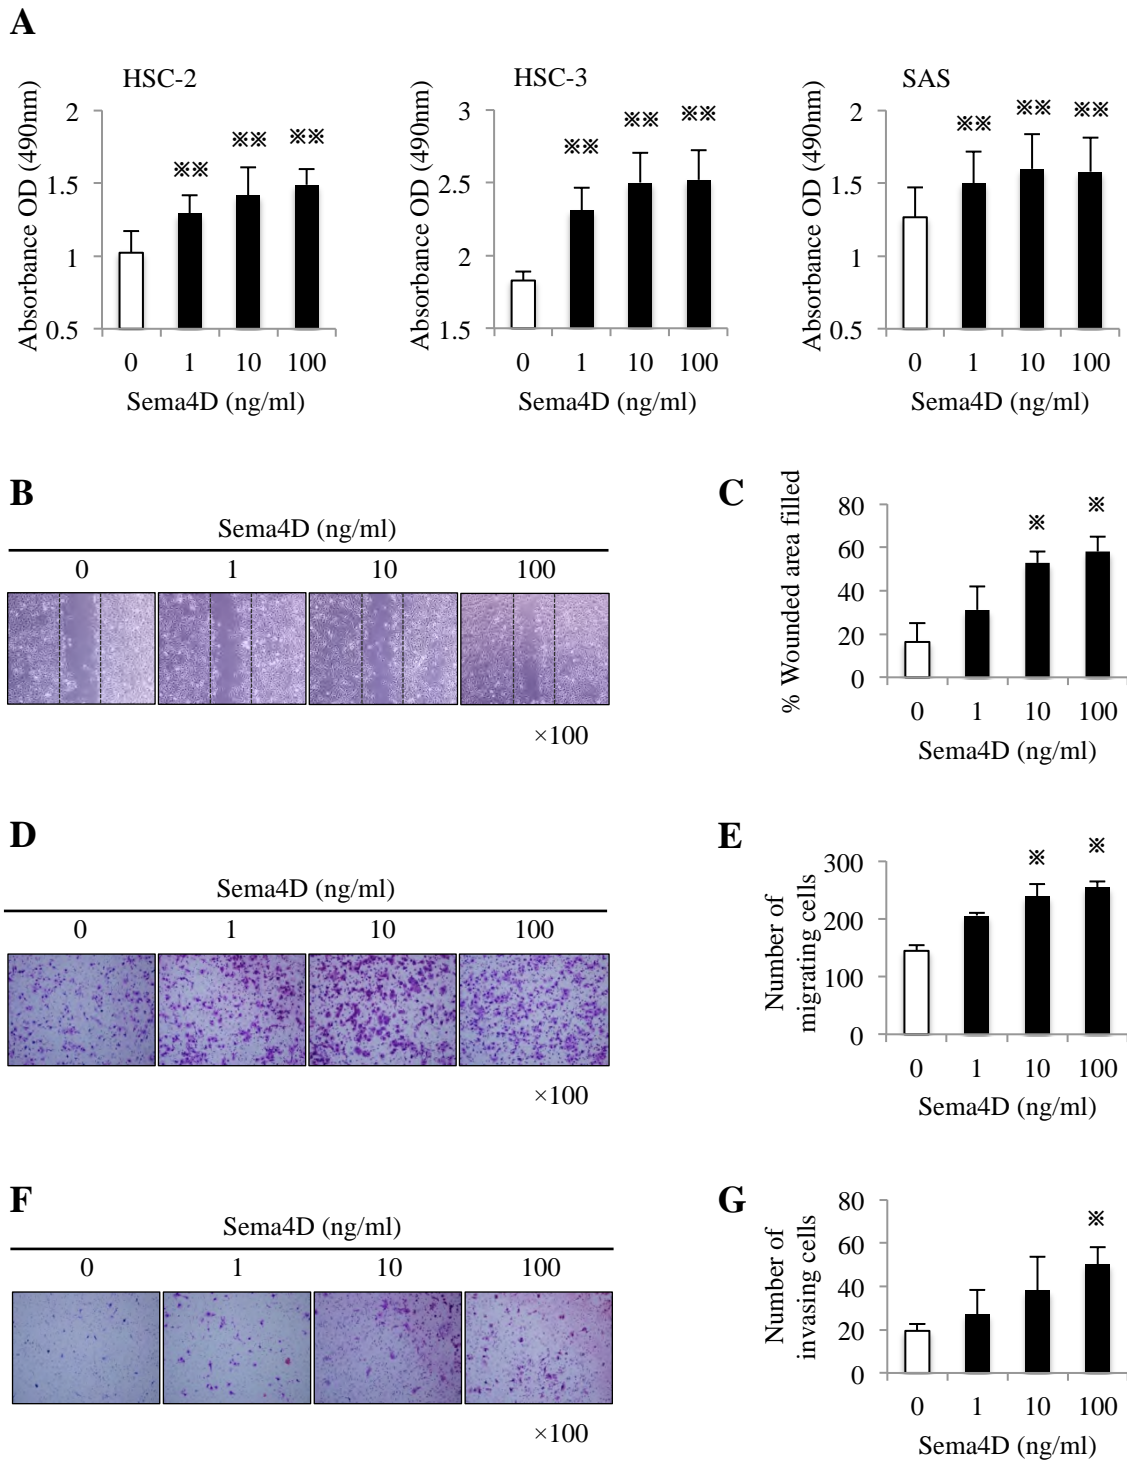 A
HSC-2
Absorbance OD (490nm)
2
1.5
1
0.5
※※ ※※ ※※
0 1 10 100
Sema4D (ng/ml)
HSC-3
Absorbance OD (490nm)
3
2.5
2
1.5
※※ ※※ ※※
0 1 10 100
Sema4D (ng/ml)
SAS
Absorbance OD (490nm)
2
1.5
1
0.5
※※ ※※ ※※
0 1 10 100
Sema4D (ng/ml)
B
Sema4D (ng/ml)
0 1 10 100
×100
C
% Wounded area filled
80
60
40
20
0
※ ※
0 1 10 100
Sema4D (ng/ml)
D
Sema4D (ng/ml)
0 1 10 100
×100
E
Number of
migrating cells
300
200
100
0
※ ※
0 1 10 100
Sema4D (ng/ml)
F
Sema4D (ng/ml)
0 1 10 100
×100
G
Number of
invasing cells
80
60
40
20
0
※
0 1 10 100
Sema4D (ng/ml)